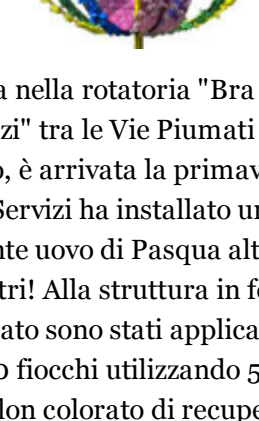 a nella rotatoria "Bra
zi" tra le Vie Piumati
o, è arrivata la primav
Servizi ha installato un
nte uovo di Pasqua alt
tri! Alla struttura in fe
ato sono stati applica
0 fiocchi utilizzando 5
lon colorato di recupe